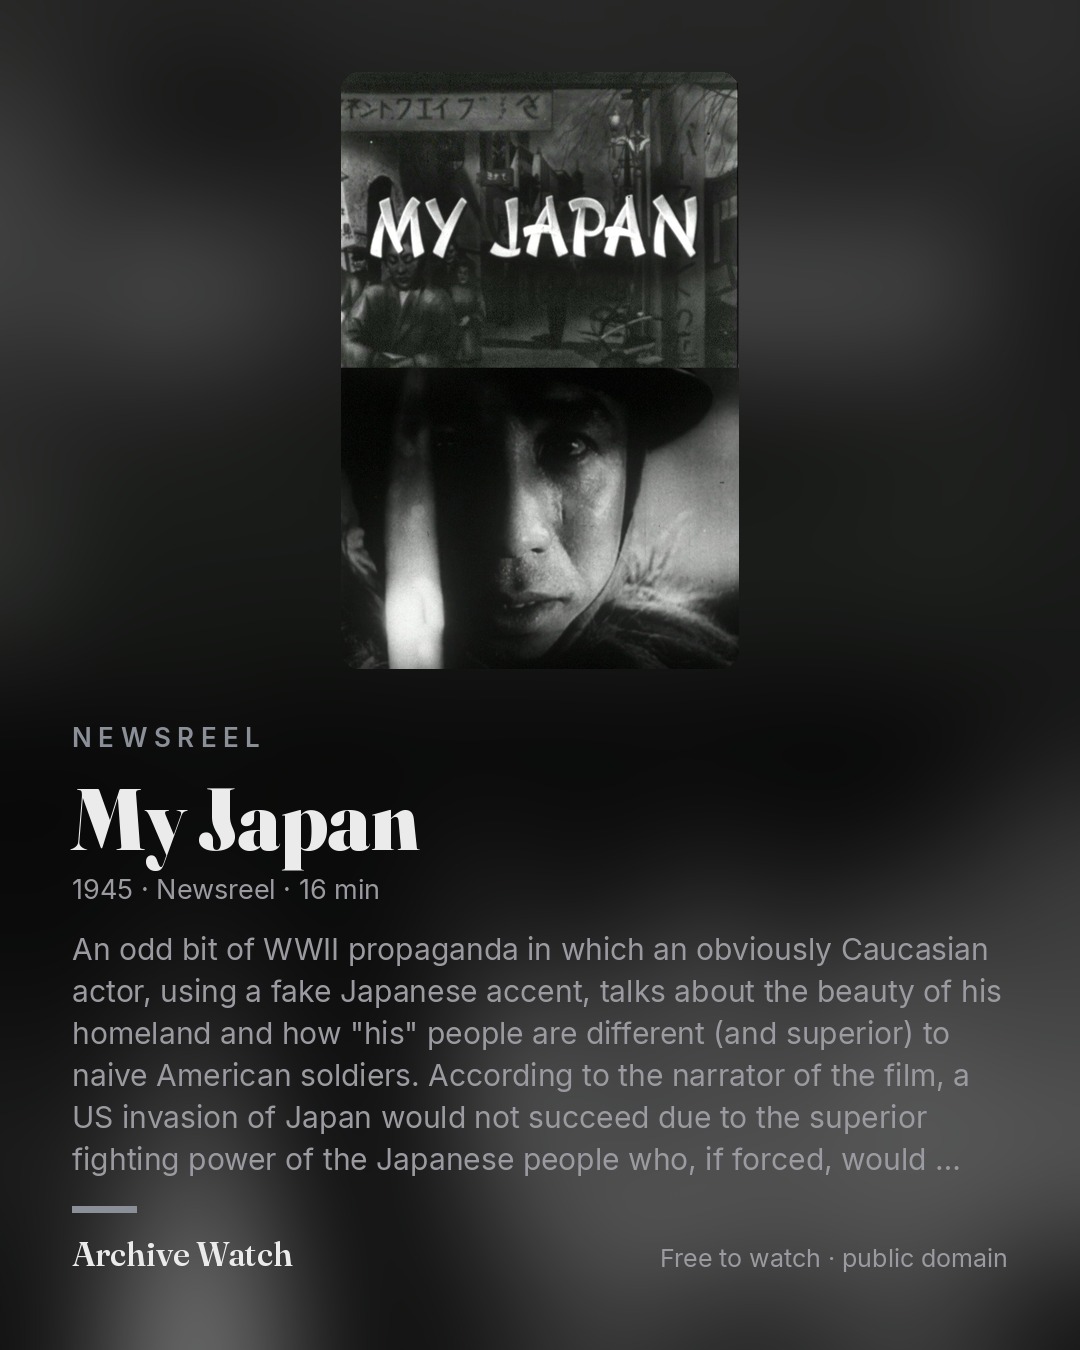 MY JAPAN
NEWSREEL
My Japan
1945 · Newsreel · 16 min
An odd bit of WWII propaganda in which an obviously Caucasian
actor, using a fake Japanese accent, talks about the beauty of his
homeland and how "his" people are different (and superior) to
naive American soldiers. According to the narrator of the film, a
US invasion of Japan would not succeed due to the superior
fighting power of the Japanese people who, if forced, would ...
Archive Watch
Free to watch · public domain